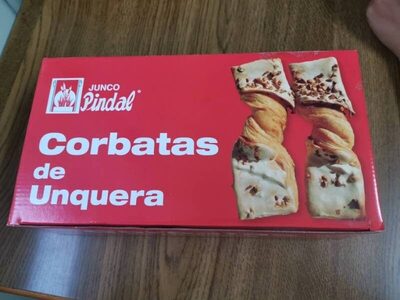 JUNCO
Pindal
Corbatas
de
Unquera